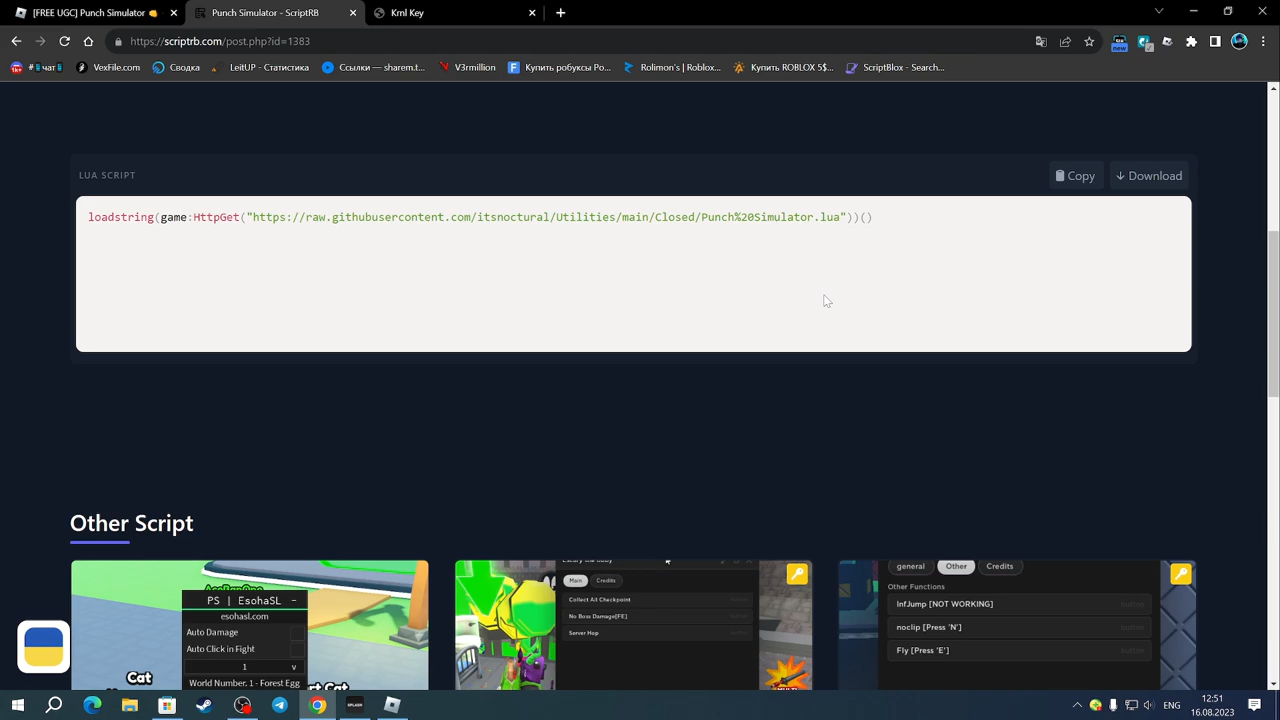 [FREE UGC] Punch Simulator
Punch Simulator - ScriptRB
Krnl Key
https://scriptrb.com/post.php?id=1383
new
VexFile.com
Сводка
LeitUP - Статистика
Ссылки — sharem.t...
V3rmillion
Купить робуксы Ро...
Rolimon's | Roblox...
Купить ROBLOX 5$...
ScriptBlox - Search...
LUA SCRIPT
Copy
Download
loadstring(game:HttpGet("https://raw.githubusercontent.com/itsnoctural/Utilities/main/Closed/Punch%20Simulator.lua"))()
Other Script
PS | EsohaSL -
esohasl.com
Auto Damage
Auto Click in Fight
1 v
World Number. 1 - Forest Egg
Cat
Main Credits
Collect All Checkpoint
No Boss Damage[FE]
Server Hop
general Other Credits
Other Functions
InfJump [NOT WORKING] button
noclip [Press 'N'] button
Fly [Press 'E'] button
SPLASH
ENG
12:51
16.08.2023